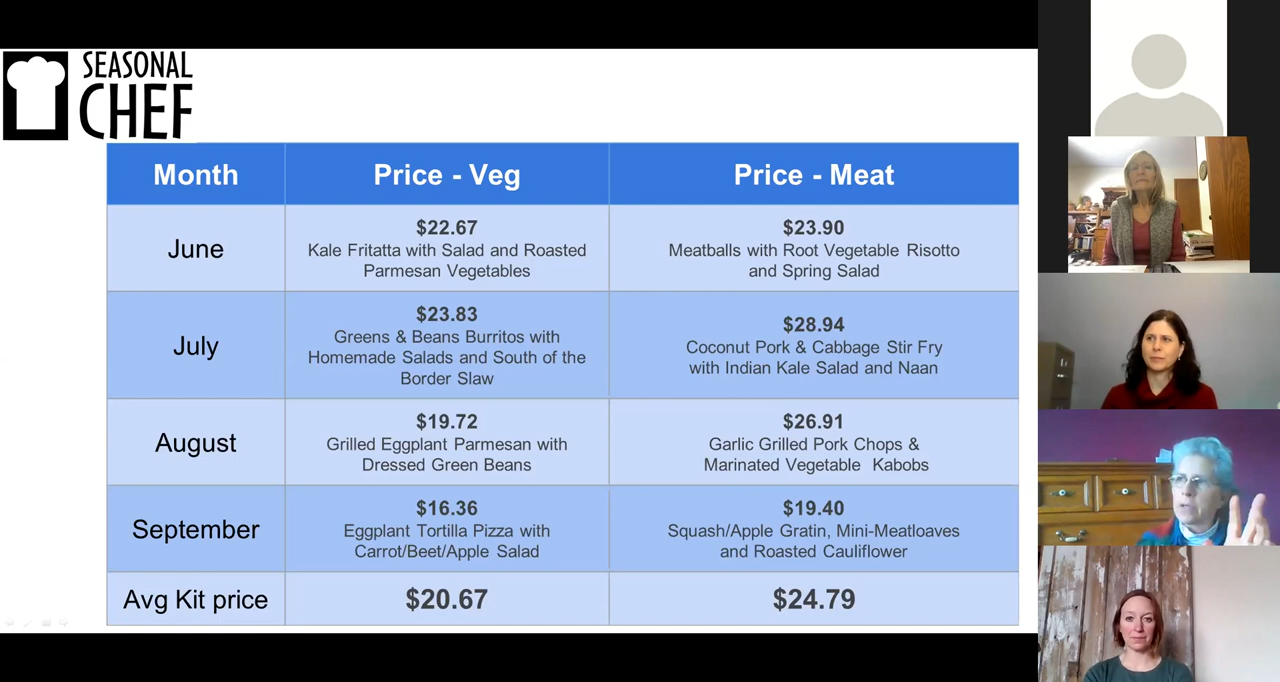 SEASONAL
CHEF
Month Price - Veg Price - Meat
June
$22.67
Kale Fritatta with Salad and Roasted
Parmesan Vegetables
$23.90
Meatballs with Root Vegetable Risotto
and Spring Salad
July
$23.83
Greens & Beans Burritos with
Homemade Salads and South of the
Border Slaw
$28.94
Coconut Pork & Cabbage Stir Fry
with Indian Kale Salad and Naan
August
$19.72
Grilled Eggplant Parmesan with
Dressed Green Beans
$26.91
Garlic Grilled Pork Chops &
Marinated Vegetable Kabobs
September
$16.36
Eggplant Tortilla Pizza with
Carrot/Beet/Apple Salad
$19.40
Squash/Apple Gratin, Mini-Meatloaves
and Roasted Cauliflower
Avg Kit price $20.67 $24.79